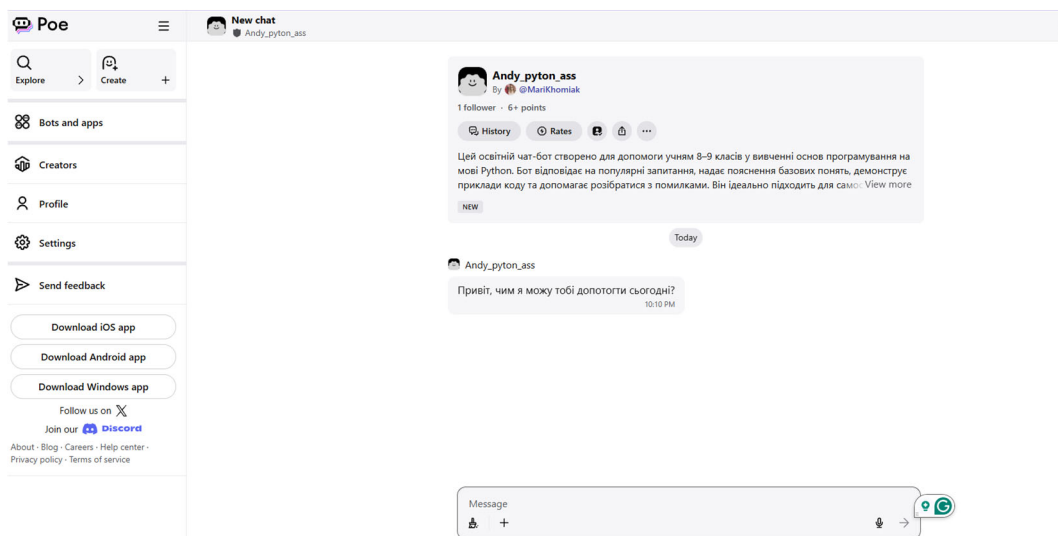 Poe
Explore
Create
Bots and apps
Creators
Profile
Settings
Send feedback
Download iOS app
Download Android app
Download Windows app
Follow us on X
Join our Discord
About · Blog · Careers · Help center ·
Privacy policy · Terms of service
New chat
Andy_pyton_ass
Andy_pyton_ass
By @MariKhomiak
1 follower · 6+ points
History
Rates
Цей освітній чат-бот створено для допомоги учням 8–9 класів у вивченні основ програмування на
мові Python. Бот відповідає на популярні запитання, надає пояснення базових понять, демонструє
приклади коду та допомагає розібратися з помилками. Він ідеально підходить для View more
NEW
Today
Andy_pyton_ass
Привіт, чим я можу тобі допотогти сьогодні?
10:10 PM
Message